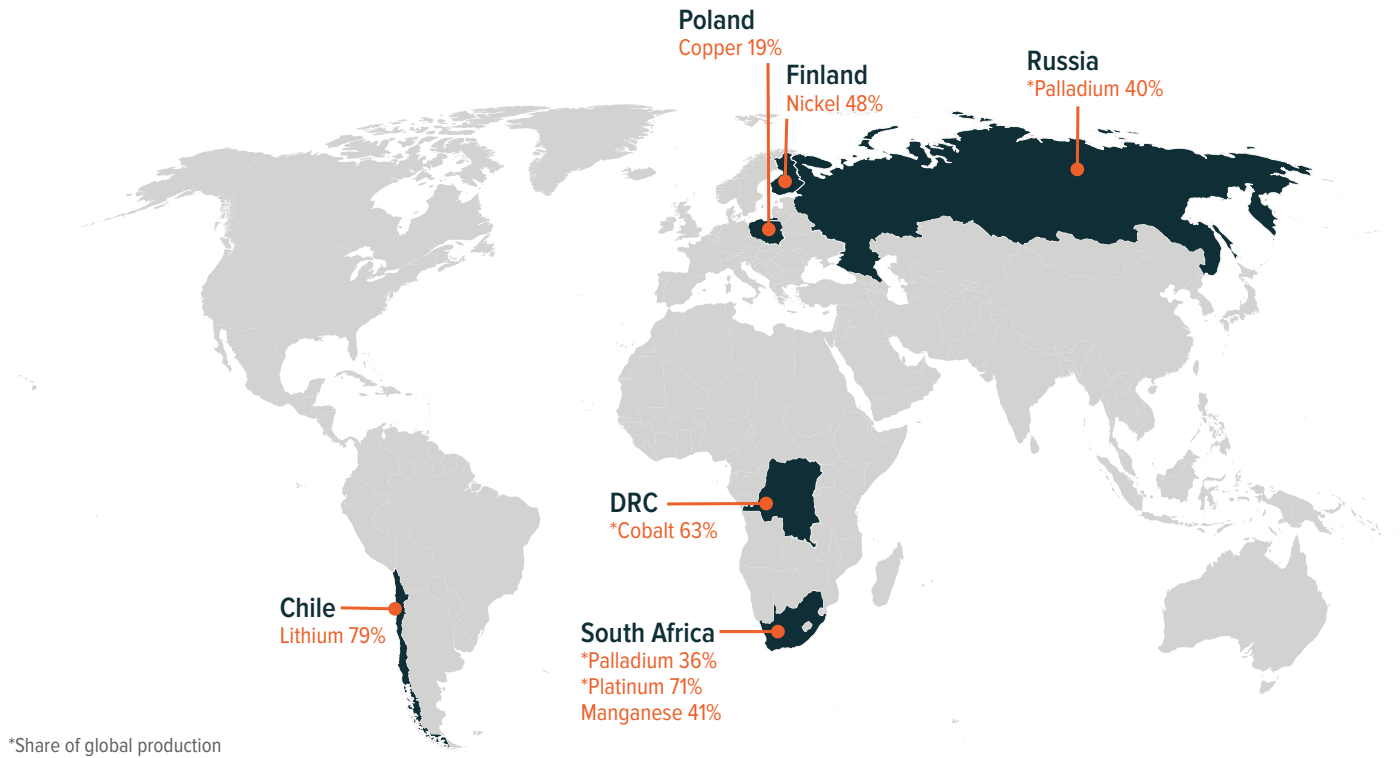 Poland
Copper 19%
Finland
Nickel 48%
Russia
*Palladium 40%
DRC
*Cobalt 63%
Chile
Lithium 79%
South Africa
*Palladium 36%
*Platinum 71%
Manganese 41%
*Share of global production